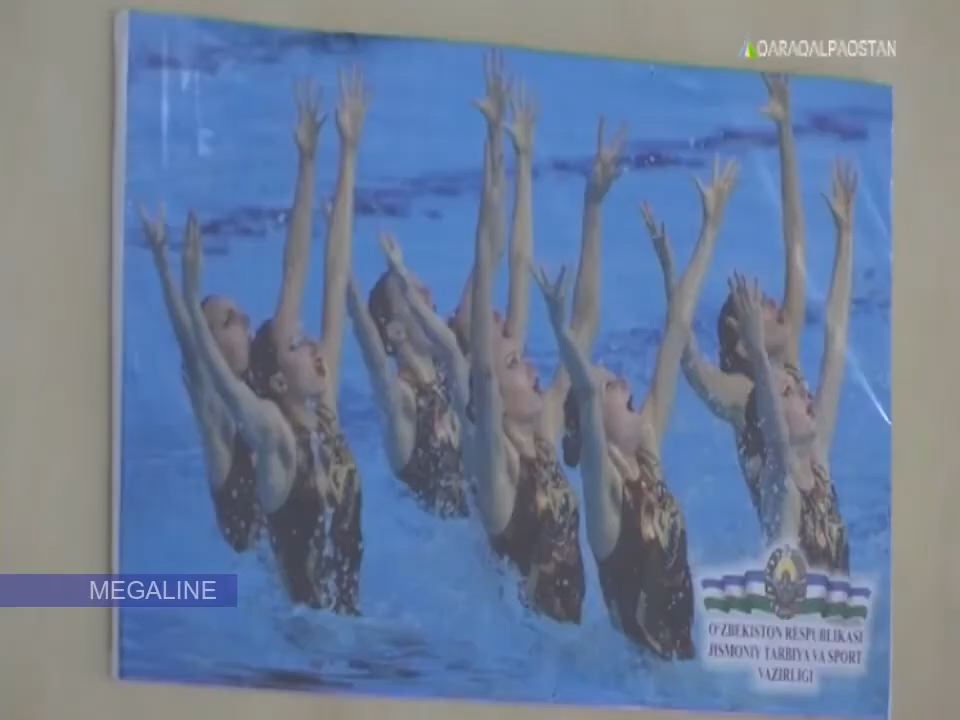 QARAQALPAQSTAN
MEGALINE
O'ZBEKISTON RESPUBLIKASI
JISMONIY TARBIYA VA SPORT
VAZIRLIGI